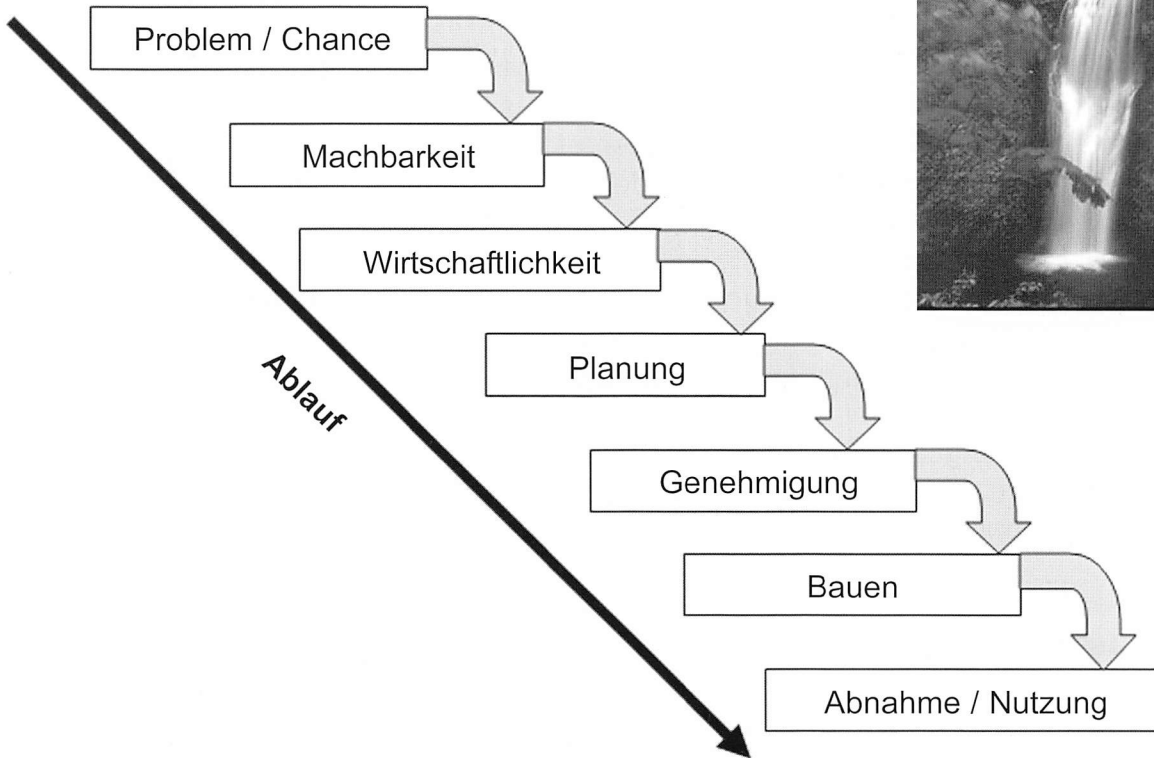 Problem / Chance
Machbarkeit
Wirtschaftlichkeit
Planung
Ablauf
Genehmigung
Bauen
Abnahme / Nutzung